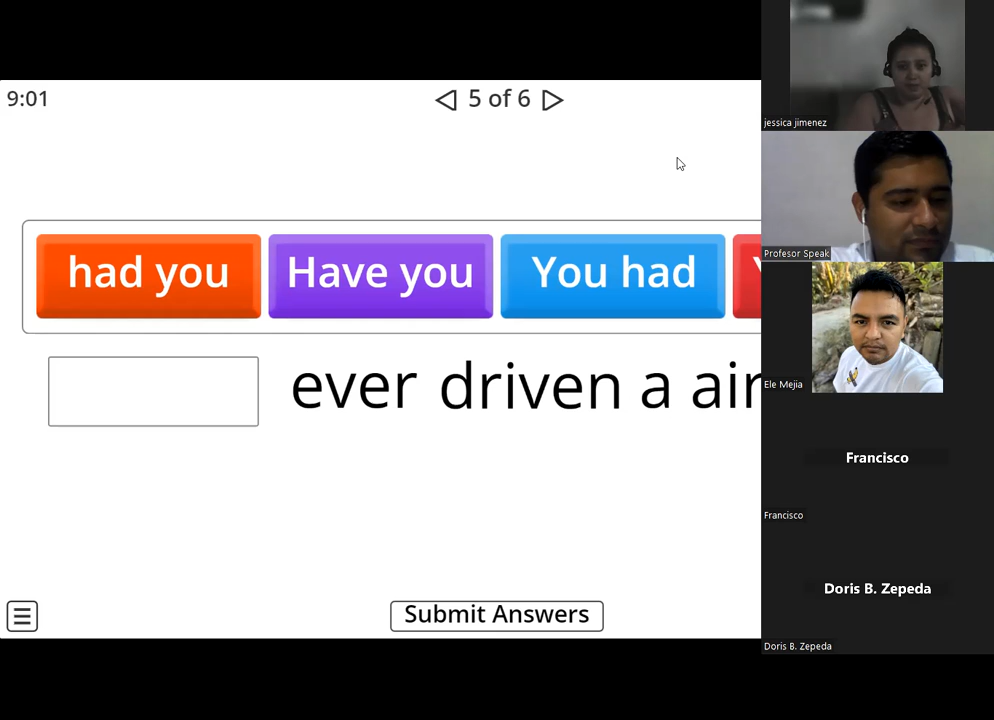 9:01
5 of 6
had you Have you You had
ever driven a air
Submit Answers
jessica jimenez
Profesor Speak
Ele Mejia
Francisco
Francisco
Doris B. Zepeda
Doris B. Zepeda